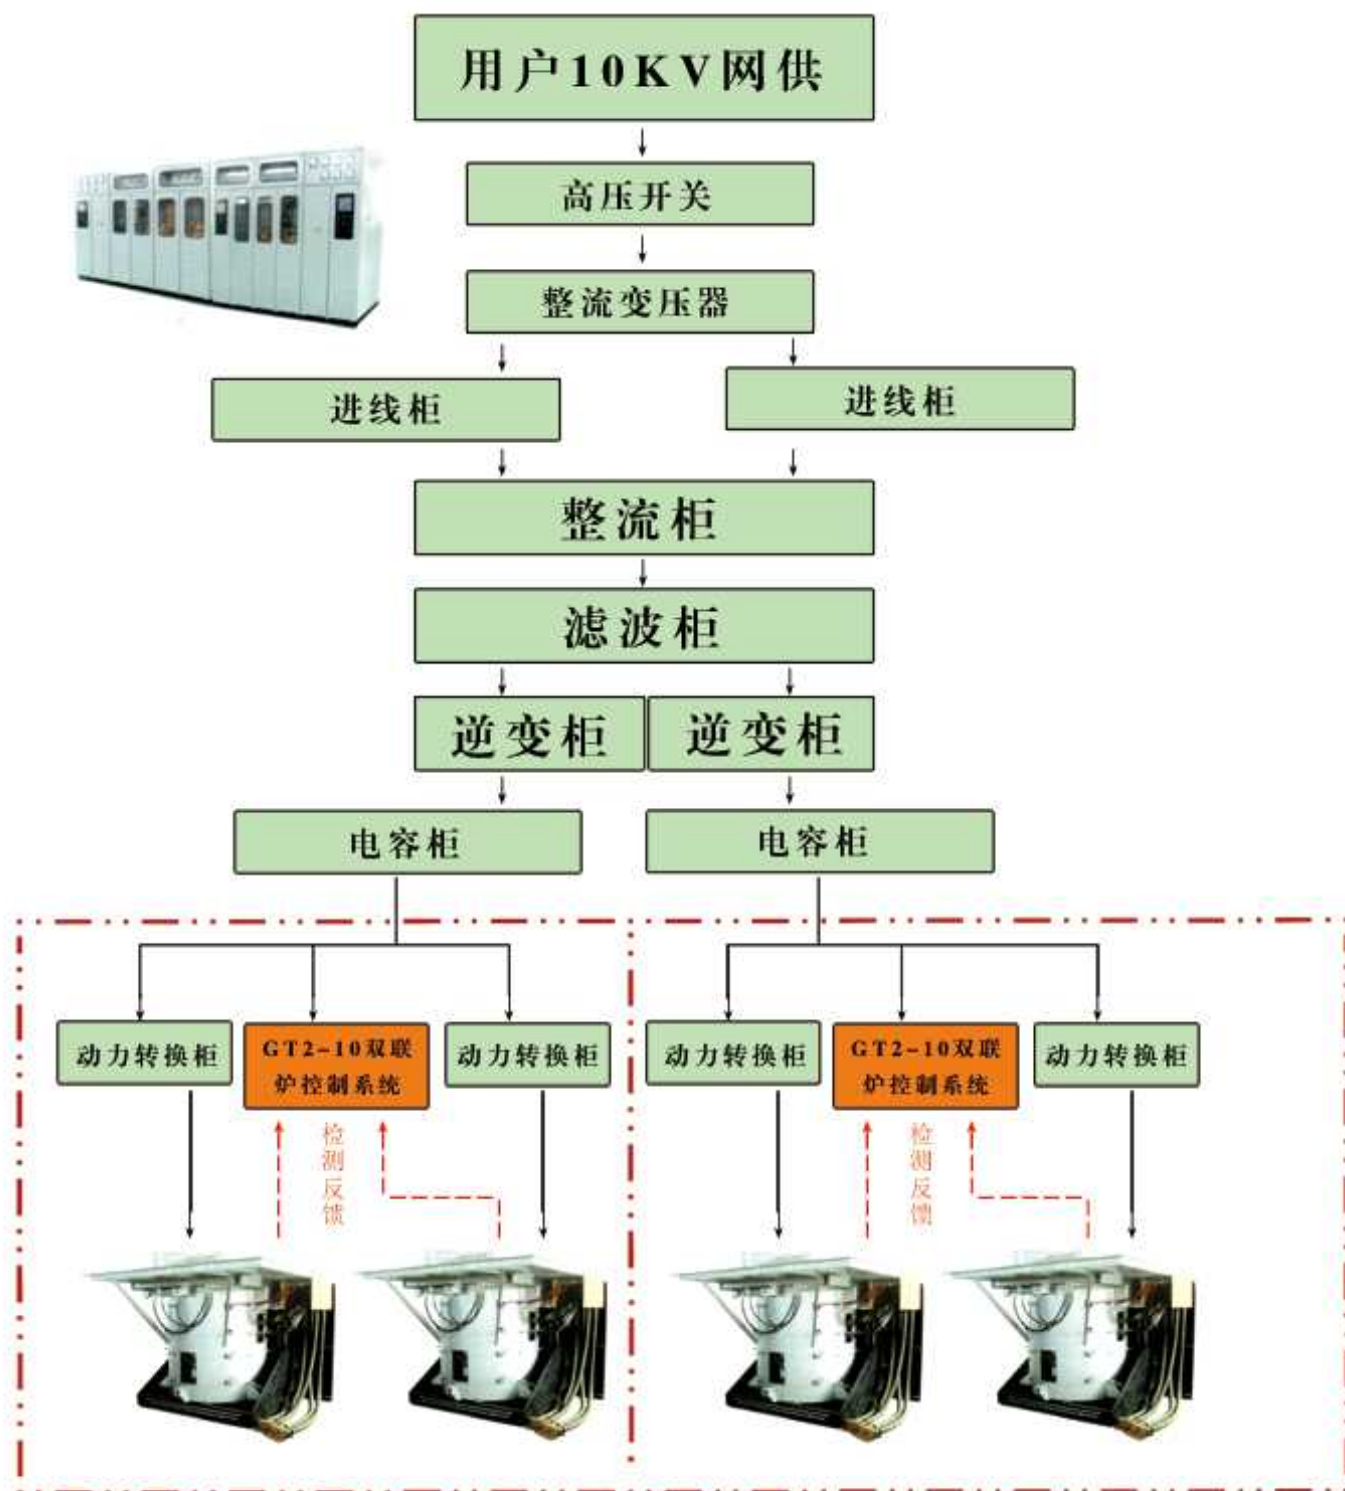 用户10KV网供
高压开关
整流变压器
进线柜
进线柜
整流柜
滤波柜
逆变柜
逆变柜
电容柜
电容柜
动力转换柜
GT2-10双联
炉控制系统
动力转换柜
动力转换柜
GT2-10双联
炉控制系统
动力转换柜
检测反馈
检测反馈